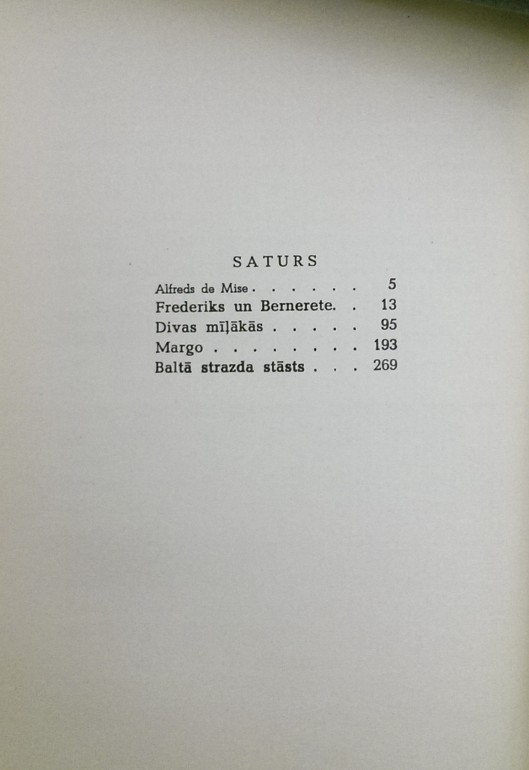 SATURS
Alfreds de Mise . . . . . . 5
Frederiks un Bernerete. . 13
Divas mīļākās . . . . . 95
Margo . . . . . . . . 193
Baltā strazda stāsts . . . 269